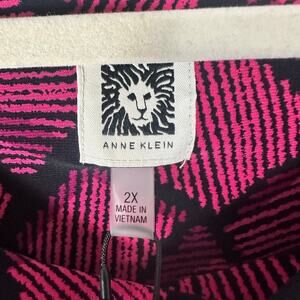 ANNE KLEIN
2X
MADE IN
VIETNAM